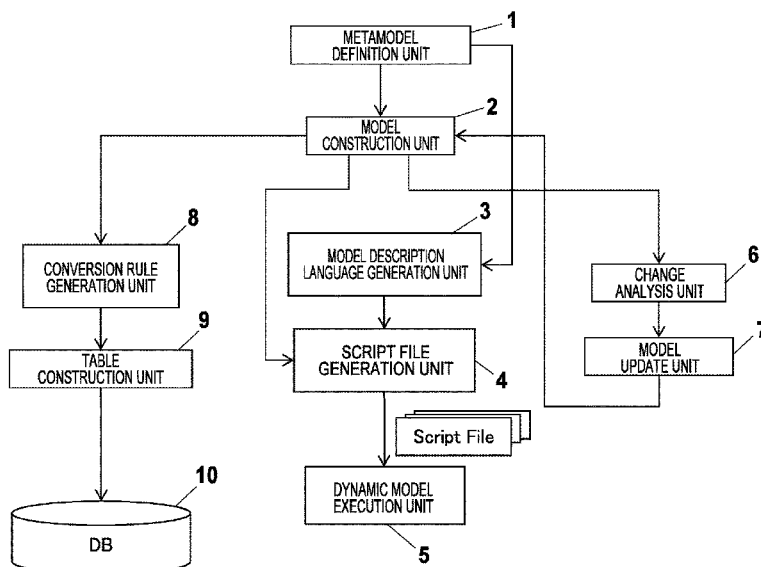 1
METAMODEL
DEFINITION UNIT
2
MODEL
CONSTRUCTION UNIT
3
MODEL DESCRIPTION
LANGUAGE GENERATION UNIT
8
CONVERSION RULE
GENERATION UNIT
6
CHANGE
ANALYSIS UNIT
9
TABLE
CONSTRUCTION UNIT
SCRIPT FILE
GENERATION UNIT
4
7
MODEL
UPDATE UNIT
Script File
10
DB
DYNAMIC MODEL
EXECUTION UNIT
5